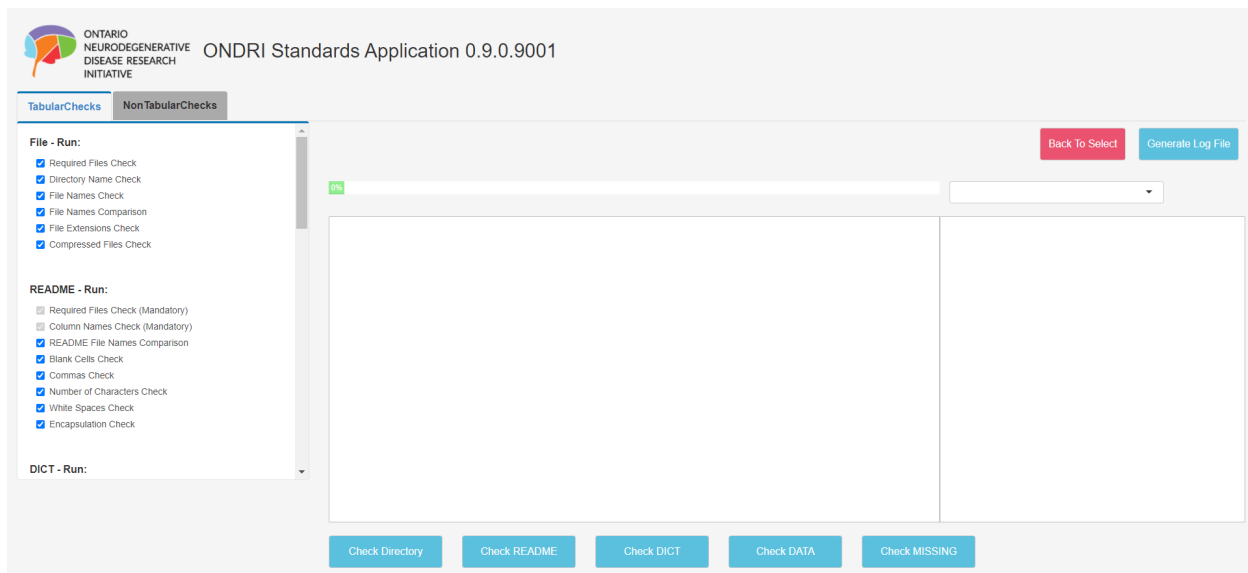 ONTARIO
NEURODEGENERATIVE
DISEASE RESEARCH
INITIATIVE
ONDRI Standards Application 0.9.0.9001
TabularChecks
NonTabularChecks
File - Run:
Required Files Check
Directory Name Check
File Names Check
File Names Comparison
File Extensions Check
Compressed Files Check
README - Run:
Required Files Check (Mandatory)
Column Names Check (Mandatory)
README File Names Comparison
Blank Cells Check
Commas Check
Number of Characters Check
White Spaces Check
Encapsulation Check
DICT - Run:
Back To Select
Generate Log File
0%
Check Directory
Check README
Check DICT
Check DATA
Check MISSING